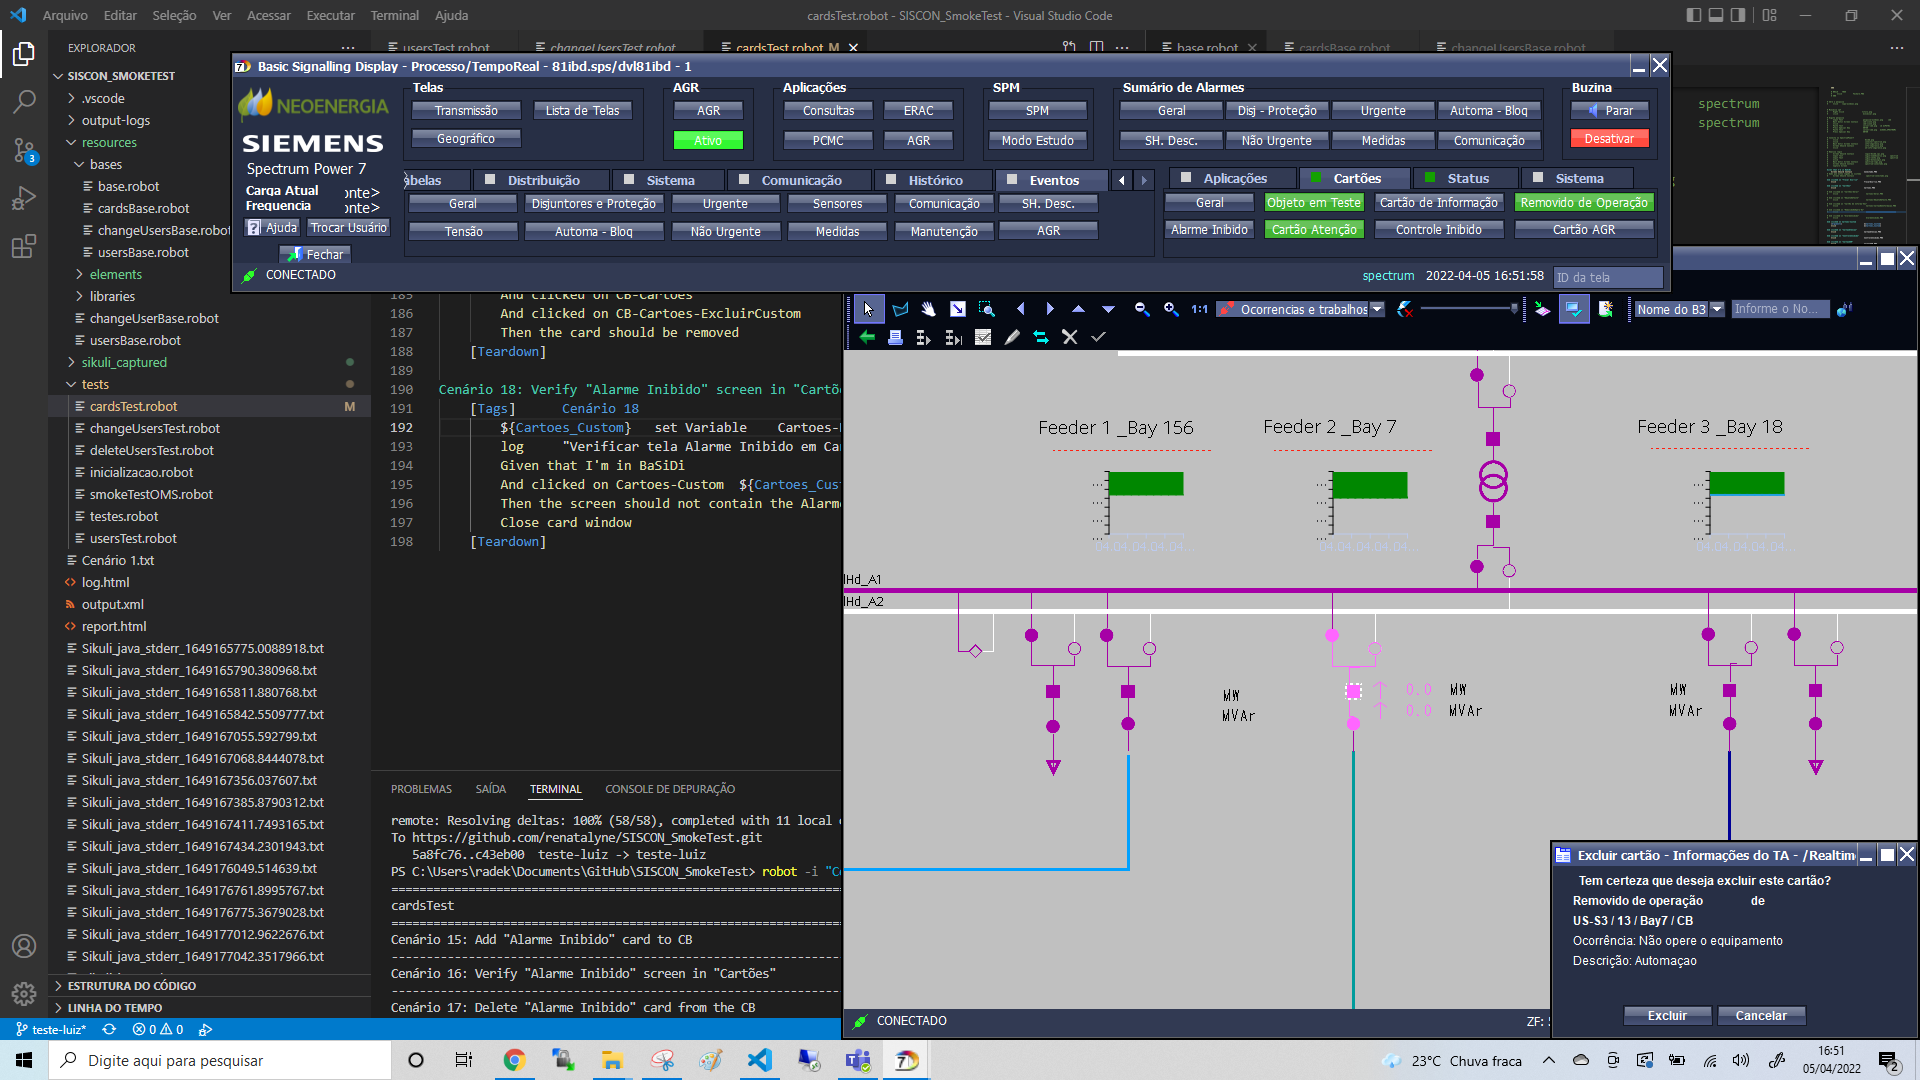 Arquivo Editar Seleção Ver Acessar Executar Terminal Ajuda
cardsTest.robot - SISCON_SmokeTest - Visual Studio Code
EXPLORADOR
usersTest.robot
changeUsersTest.robot
cardsTest.robot M
base.robot
cardsBase.robot
changeUsersBase.robot
SISCON_SMOKETEST
.vscode
output-logs
resources
bases
base.robot
cardsBase.robot
changeUsersBase.robot
usersBase.robot
elements
libraries
changeUserBase.robot
usersBase.robot
sikuli_captured
tests
cardsTest.robot M
changeUsersTest.robot
deleteUsersTest.robot
inicializacao.robot
smokeTestOMS.robot
testes.robot
usersTest.robot
Cenário 1.txt
log.html
output.xml
report.html
Sikuli_java_stderr_1649165775.0088918.txt
Sikuli_java_stderr_1649165790.380968.txt
Sikuli_java_stderr_1649165811.880768.txt
Sikuli_java_stderr_1649165842.5509777.txt
Sikuli_java_stderr_1649167055.592799.txt
Sikuli_java_stderr_1649167068.8444078.txt
Sikuli_java_stderr_1649167356.037607.txt
Sikuli_java_stderr_1649167385.8790312.txt
Sikuli_java_stderr_1649167411.7493165.txt
Sikuli_java_stderr_1649167434.2301943.txt
Sikuli_java_stderr_1649176049.514639.txt
Sikuli_java_stderr_1649176761.8995767.txt
Sikuli_java_stderr_1649176775.3679028.txt
Sikuli_java_stderr_1649177012.9622676.txt
Sikuli_java_stderr_1649177042.3517966.txt
ESTRUTURA DO CÓDIGO
LINHA DO TEMPO
3
teste-luiz* 0 0
Basic Signalling Display - Processo/TempoReal - 81ibd.sps/dvl81ibd - 1
NEOENERGIA
SIEMENS
Spectrum Power 7
Carga Atual onte>
Frequencia onte>
Ajuda Trocar Usuário
Fechar
CONECTADO
Telas
Transmissão Lista de Telas
Geográfico
AGR
AGR
Ativo
Aplicações
Consultas ERAC
PCMC AGR
SPM
SPM
Modo Estudo
Sumário de Alarmes
Geral Disj - Proteção Urgente Automa - Bloq
SH. Desc. Não Urgente Medidas Comunicação
Buzina
Parar
Desativar
abelas Distribuição Sistema Comunicação Histórico Eventos
Geral Disjuntores e Proteção Urgente Sensores Comunicação SH. Desc.
Tensão Automa - Bloq Não Urgente Medidas Manutenção AGR
Aplicações Cartões Status Sistema
Geral Objeto em Teste Cartão de Informação Removido de Operação
Alarme Inibido Cartão Atenção Controle Inibido Cartão AGR
spectrum 2022-04-05 16:51:58 ID da tela
spectrum
spectrum
185 And clicked on CB-Cartoes
186 And clicked on CB-Cartoes-ExcluirCustom
187 Then the card should be removed
188 [Teardown]
189
190 Cenário 18: Verify "Alarme Inibido" screen in "Cartõ
191 [Tags] Cenário 18
192 ${Cartoes_Custom} set Variable Cartoes-
193 log "Verificar tela Alarme Inibido em Ca
194 Given that I'm in BaSiDi
195 And clicked on Cartoes-Custom ${Cartoes_Cus
196 Then the screen should not contain the Alarm
197 Close card window
198 [Teardown]
PROBLEMAS SAÍDA TERMINAL CONSOLE DE DEPURAÇÃO
remote: Resolving deltas: 100% (58/58), completed with 11 local
To https://github.com/renatalyne/SISCON_SmokeTest.git
5a8fc76..c43eb00 teste-luiz -> teste-luiz
PS C:\Users\radek\Documents\GitHub\SISCON_SmokeTest> robot -i "C
cardsTest
Cenário 15: Add "Alarme Inibido" card to CB
Cenário 16: Verify "Alarme Inibido" screen in "Cartões"
Cenário 17: Delete "Alarme Inibido" card from the CB
1:1 Ocorrencias e trabalhos Nome do B3 Informe o No...
Feeder 1 _Bay 156
Feeder 2 _Bay 7
Feeder 3 _Bay 18
04.04.04.04.04...
04.04.04.04.04...
04.04.04.04.04...
lHd_A1
lHd_A2
MW
MVAr
0.0 MW
0.0 MVAr
MW
MVAr
CONECTADO
ZF:
Excluir cartão - Informações do TA - /Realtim
Tem certeza que deseja excluir este cartão?
Removido de operação de
US-S3 / 13 / Bay7 / CB
Ocorrência: Não opere o equipamento
Descrição: Automaçao
Excluir Cancelar
Digite aqui para pesquisar
23°C Chuva fraca
16:51
05/04/2022
2